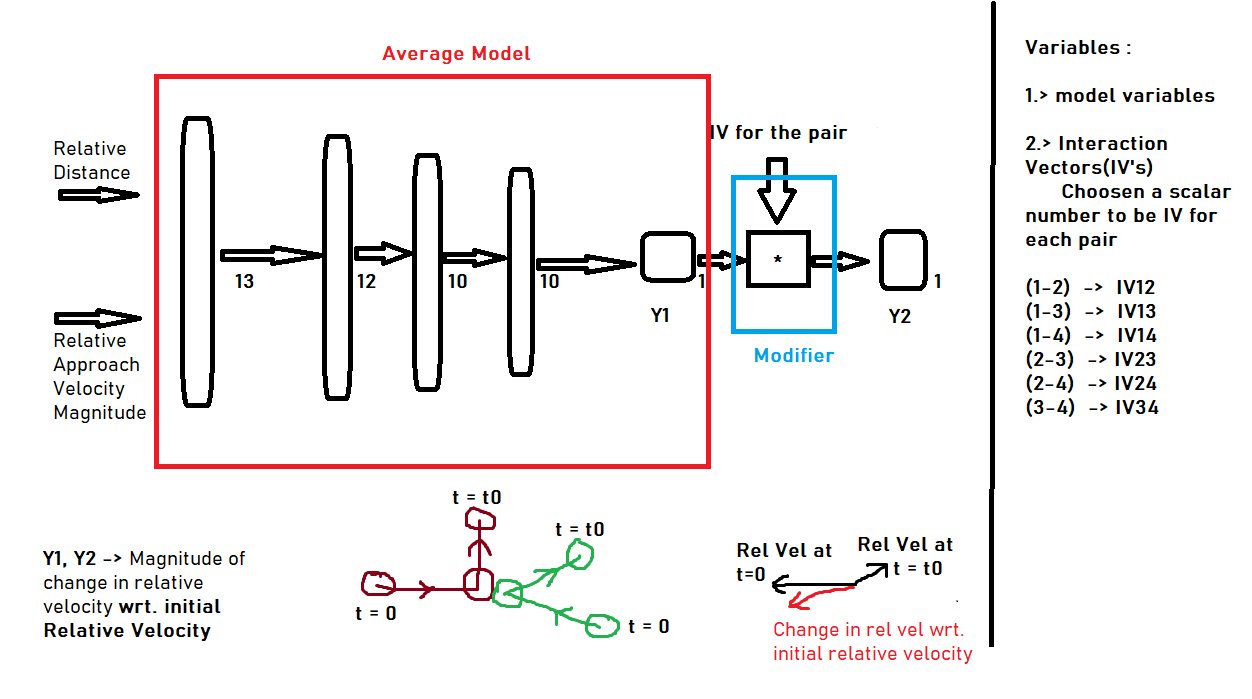 Average Model
Relative
Distance
Relative
Approach
Velocity
Magnitude
13
12
10
10
1
Y1
IV for the pair
*
Modifier
1
Y2
Variables :
1.> model variables
2.> Interaction
Vectors(IV's)
Choosen a scalar
number to be IV for
each pair
(1-2) -> IV12
(1-3) -> IV13
(1-4) -> IV14
(2-3) -> IV23
(2-4) -> IV24
(3-4) -> IV34
Y1, Y2 -> Magnitude of
change in relative
velocity wrt. initial
Relative Velocity
t = t0
t = t0
t = 0
t = 0
Rel Vel at
t=0
Rel Vel at
t = t0
Change in rel vel wrt.
initial relative velocity